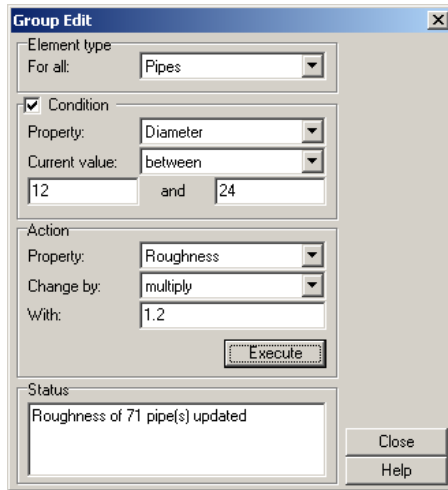 Group Edit
Element type
For all: Pipes
Condition
Property: Diameter
Current value: between
12 and 24
Action
Property: Roughness
Change by: multiply
With: 1.2
Execute
Status
Roughness of 71 pipe(s) updated
Close
Help